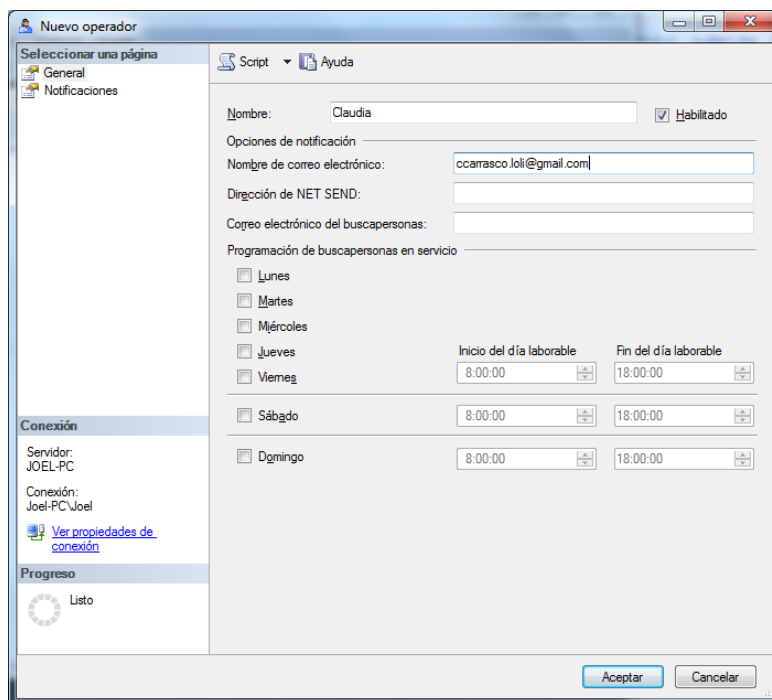 Nuevo operador
Seleccionar una página
General
Notificaciones
Script
Ayuda
Nombre:
Claudia
Habilitado
Opciones de notificación
Nombre de correo electrónico:
ccarrasco.loli@gmail.com
Dirección de NET SEND:
Correo electrónico del buscapersonas:
Programación de buscapersonas en servicio
Lunes
Martes
Miércoles
Jueves
Viernes
Inicio del día laborable
Fin del día laborable
8:00:00
18:00:00
Sábado
8:00:00
18:00:00
Domingo
8:00:00
18:00:00
Conexión
Servidor:
JOEL-PC
Conexión:
Joel-PC\Joel
Ver propiedades de
conexión
Progreso
Listo
Aceptar
Cancelar